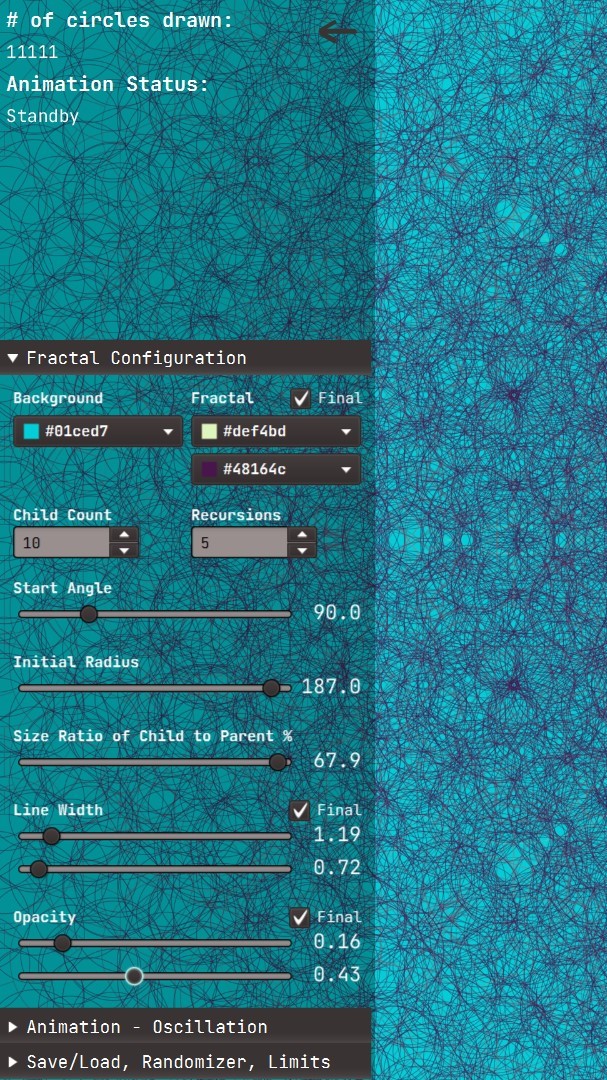 # of circles drawn:
11111
Animation Status:
Standby
Fractal Configuration
Background Fractal Final
#01ced7 #def4bd
#48164c
Child Count Recursions
10 5
Start Angle
90.0
Initial Radius
187.0
Size Ratio of Child to Parent %
67.9
Line Width Final
1.19
0.72
Opacity Final
0.16
0.43
Animation - Oscillation
Save/Load, Randomizer, Limits